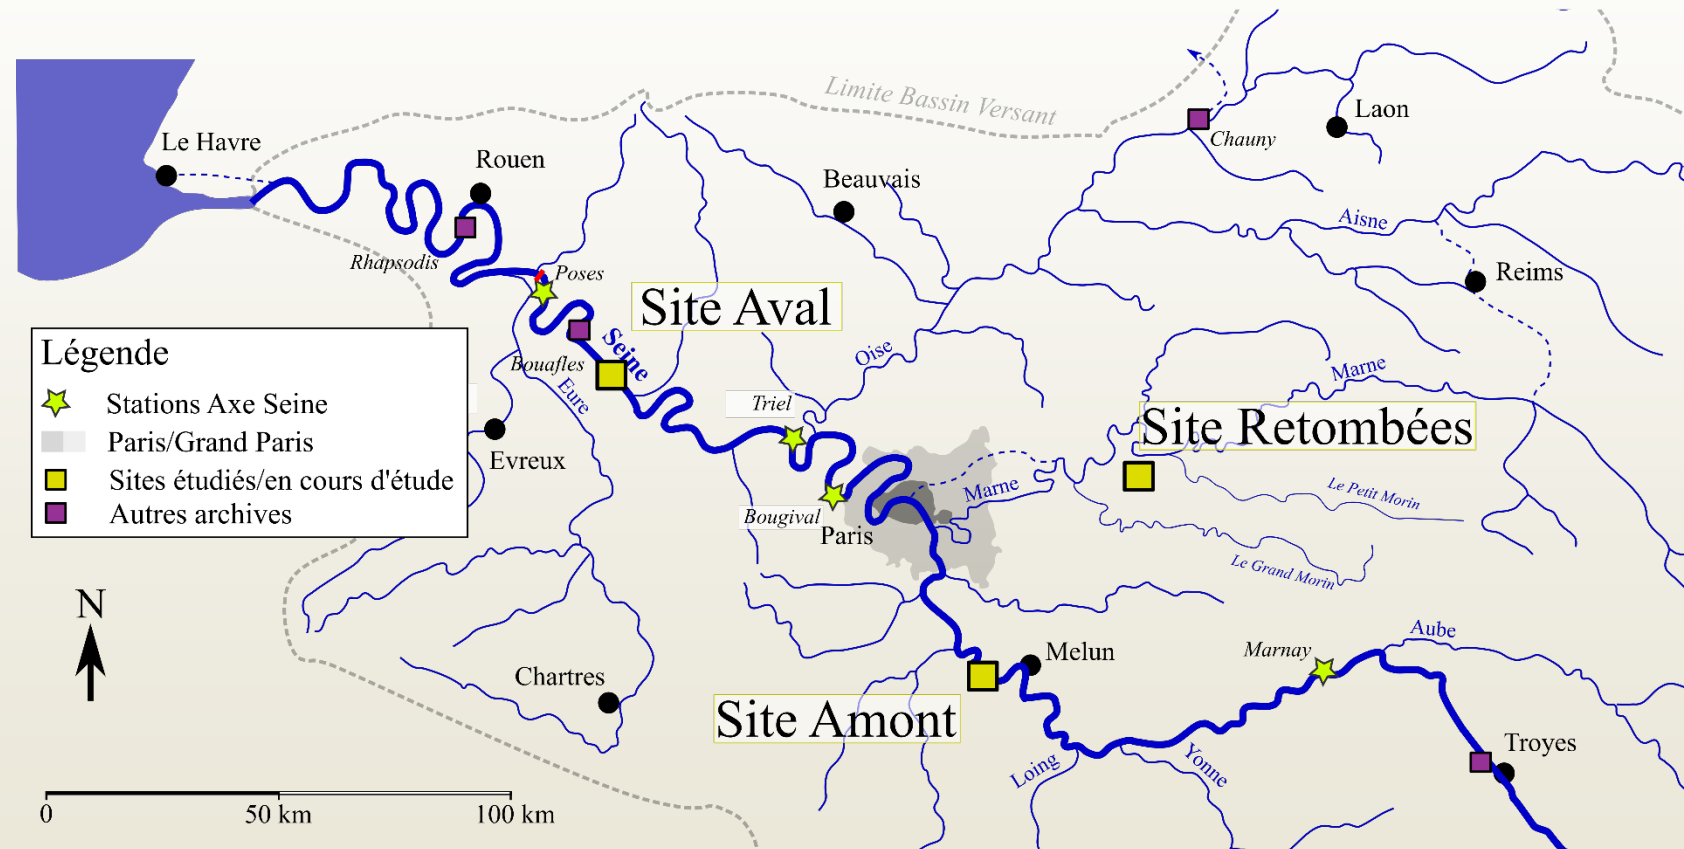 Limite Bassin Versant
Laon
Le Havre
Chauny
Rouen
Beauvais
Aisne
Rhapsodis
Poses
Reims
Site Aval
Seine
Légende
Bouafles
Oise
Marne
Eure
Stations Axe Seine
Triel
Site Retombées
Paris/Grand Paris
Evreux
Sites étudiés/en cours d'étude
Marne
Le Petit Morin
Autres archives
Bougival
Paris
Le Grand Morin
N
Aube
Marnay
Melun
Chartres
Site Amont
Troyes
Loing
Yonne
0
50 km
100 km